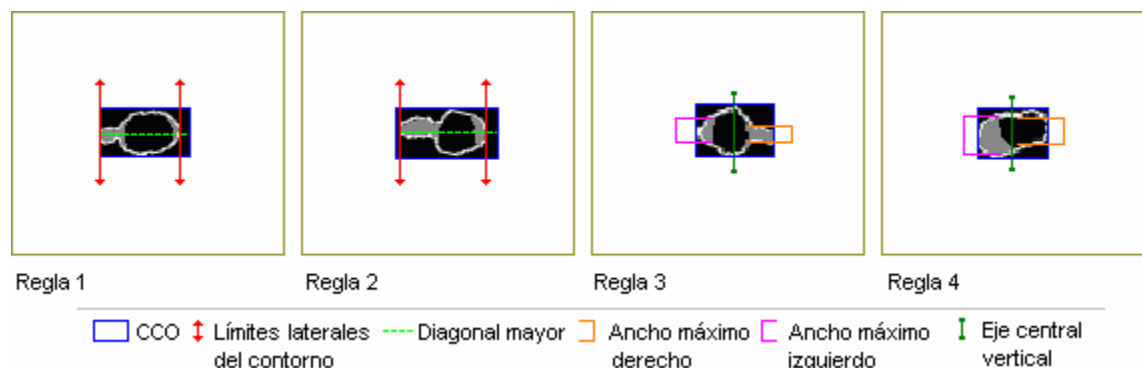 Regla 1 Regla 2 Regla 3 Regla 4
CCO Límites laterales Diagonal mayor Ancho máximo Ancho máximo Eje central
del contorno derecho izquierdo vertical